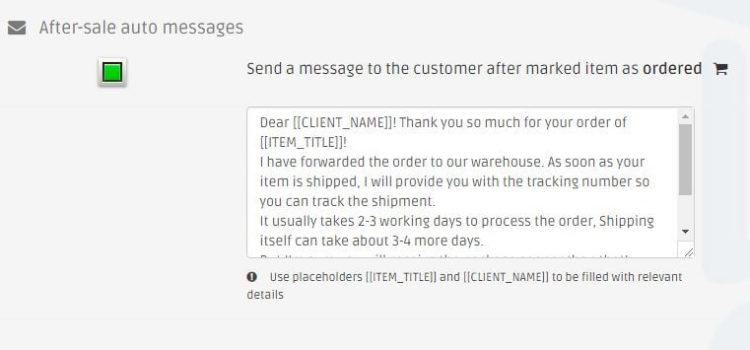 After-sale auto messages
Send a message to the customer after marked item as ordered
Dear [[CLIENT_NAME]]! Thank you so much for your order of
[[ITEM_TITLE]]!
I have forwarded the order to our warehouse. As soon as your
item is shipped, I will provide you with the tracking number so
you can track the shipment.
It usually takes 2-3 working days to process the order, Shipping
itself can take about 3-4 more days.
Use placeholders [[ITEM_TITLE]] and [[CLIENT_NAME]] to be filled with relevant
details